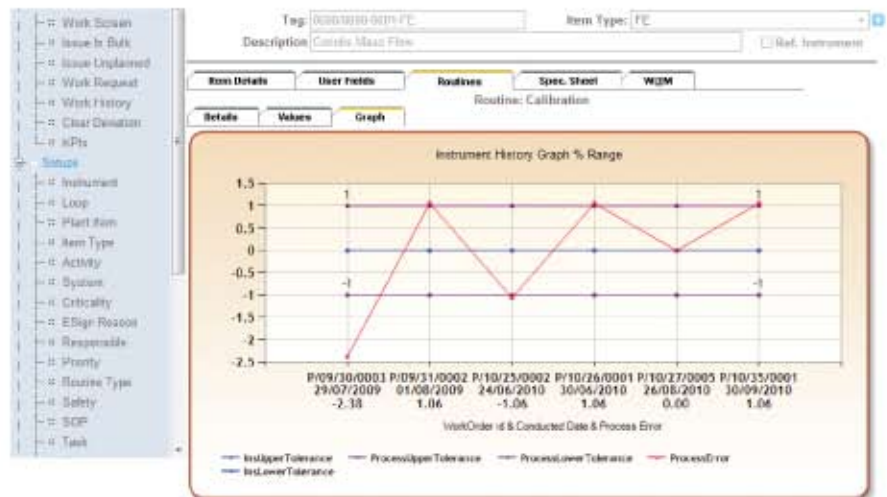 Work Screen
Issue In Bulk
Issue Unplanned
Work Request
Work History
Clear Deviation
KPIs
Setups
Instrument
Loop
Plant Item
Item Type
Activity
System
Criticality
ESign Reason
Responsible
Priority
Routine Type
Safety
SOP
Task
Tag:
Item Type: FE
Description Coriolis Mass Flow
Ref. Instrument
Item Details User Fields Routines Spec. Sheet W@M
Routine: Calibration
Details Values Graph
Instrument History Graph % Range
1.5
1
0.5
0
-0.5
-1
-1.5
-2
-2.5
1 1
-1 -1
P/09/30/0003 P/09/31/0002 P/10/25/0002 P/10/26/0001 P/10/27/0005 P/10/35/0001
29/07/2009 01/08/2009 24/06/2010 30/06/2010 26/08/2010 30/09/2010
-2.38 1.06 -1.06 1.06 0.00 1.06
WorkOrder id & Conducted Date & Process Error
InsUpperTolerance ProcessUpperTolerance ProcessLowerTolerance ProcessError
InsLowerTolerance